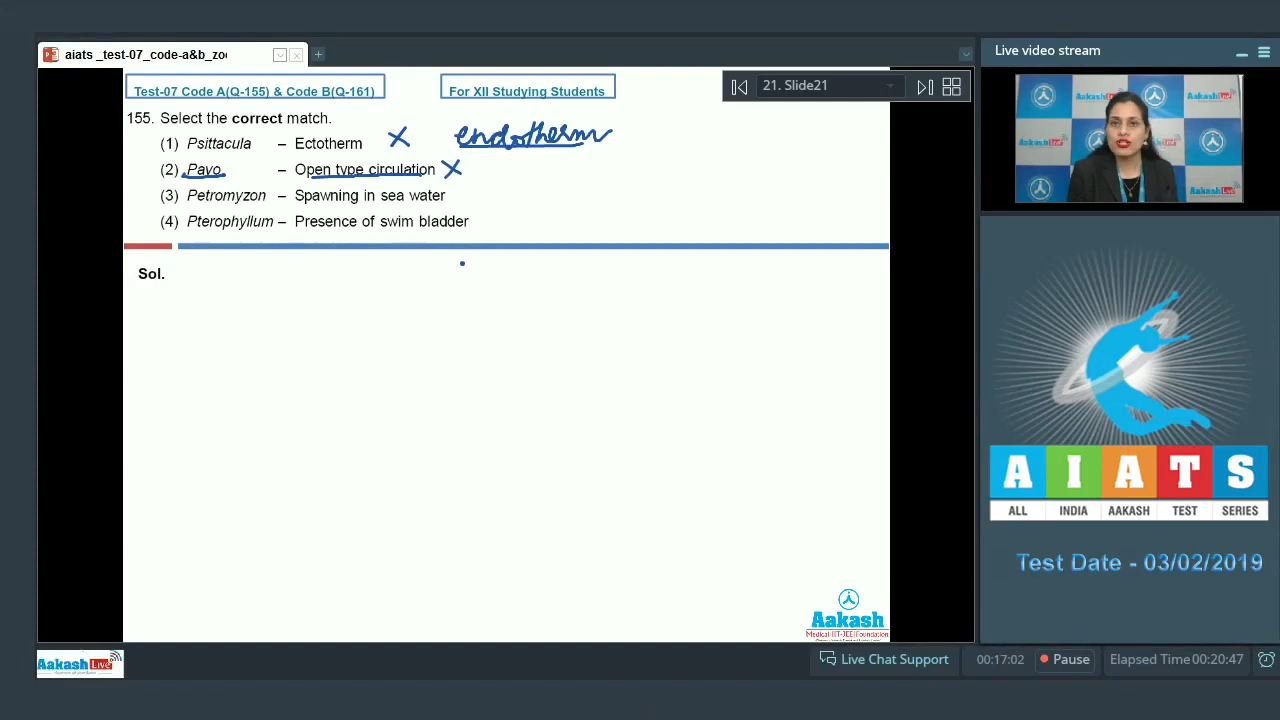 aiats _test-07_code-a&b_zo
Live video stream
Test-07 Code A(Q-155) & Code B(Q-161)
For XII Studying Students
21. Slide21
155. Select the correct match.
(1) Psittacula – Ectotherm × endotherm
(2) Pavo – Open type circulation ×
(3) Petromyzon – Spawning in sea water
(4) Pterophyllum – Presence of swim bladder
Sol.
AIATS
ALL INDIA AAKASH TEST SERIES
Test Date - 03/02/2019
Aakash
Medical|IIT-JEE|Foundation
Aakash Live
Live Chat Support
00:17:02
Pause
Elapsed Time 00:20:47